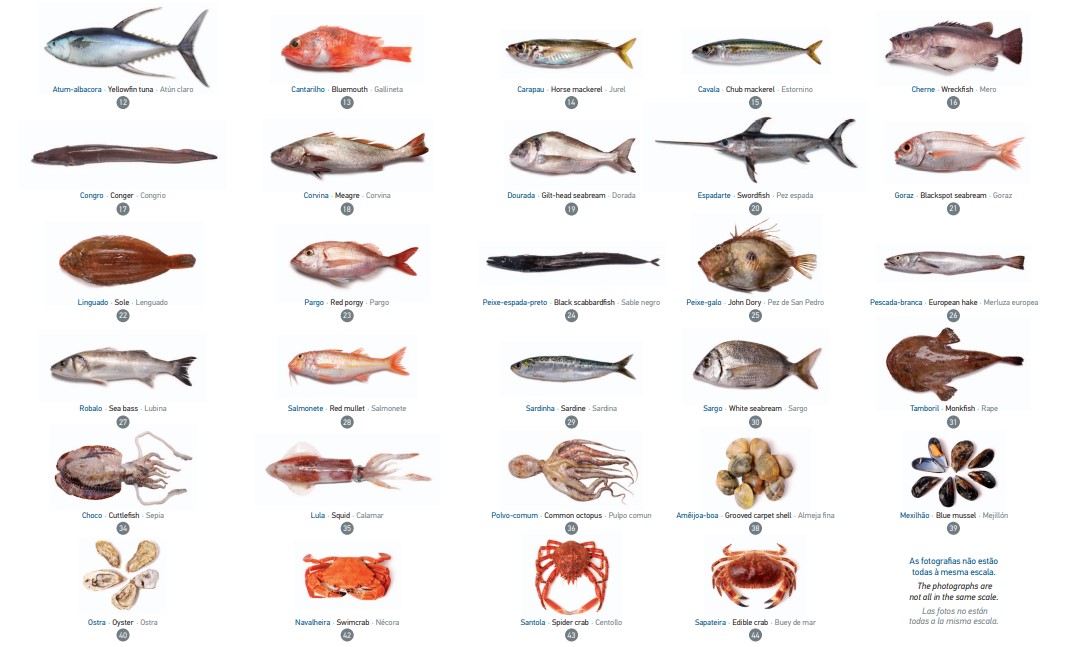 Atum-albacora · Yellowfin tuna · Atún claro
12
Cantarilho · Bluemouth · Gallineta
13
Carapau · Horse mackerel · Jurel
14
Cavala · Chub mackerel · Estornino
15
Cherne · Wreckfish · Mero
16
Congro · Conger · Congrio
17
Corvina · Meagre · Corvina
18
Dourada · Gilt-head seabream · Dorada
19
Espadarte · Swordfish · Pez espada
20
Goraz · Blackspot seabream · Goraz
21
Linguado · Sole · Lenguado
22
Pargo · Red porgy · Pargo
23
Peixe-espada-preto · Black scabbardfish · Sable negro
24
Peixe-galo · John Dory · Pez de San Pedro
25
Pescada-branca · European hake · Merluza europea
26
Robalo · Sea bass · Lubina
27
Salmonete · Red mullet · Salmonete
28
Sardinha · Sardine · Sardina
29
Sargo · White seabream · Sargo
30
Tamboril · Monkfish · Rape
31
Choco · Cuttlefish · Sepia
34
Lula · Squid · Calamar
35
Polvo-comum · Common octopus · Pulpo comun
36
Amêijoa-boa · Grooved carpet shell · Almeja fina
38
Mexilhão · Blue mussel · Mejillón
39
Ostra · Oyster · Ostra
40
Navalheira · Swimcrab · Nécora
42
Santola · Spider crab · Centollo
43
Sapateira · Edible crab · Buey de mar
44
As fotografias não estão
todas à mesma escala.
The photographs are
not all in the same scale.
Las fotos no están
todas a la misma escala.